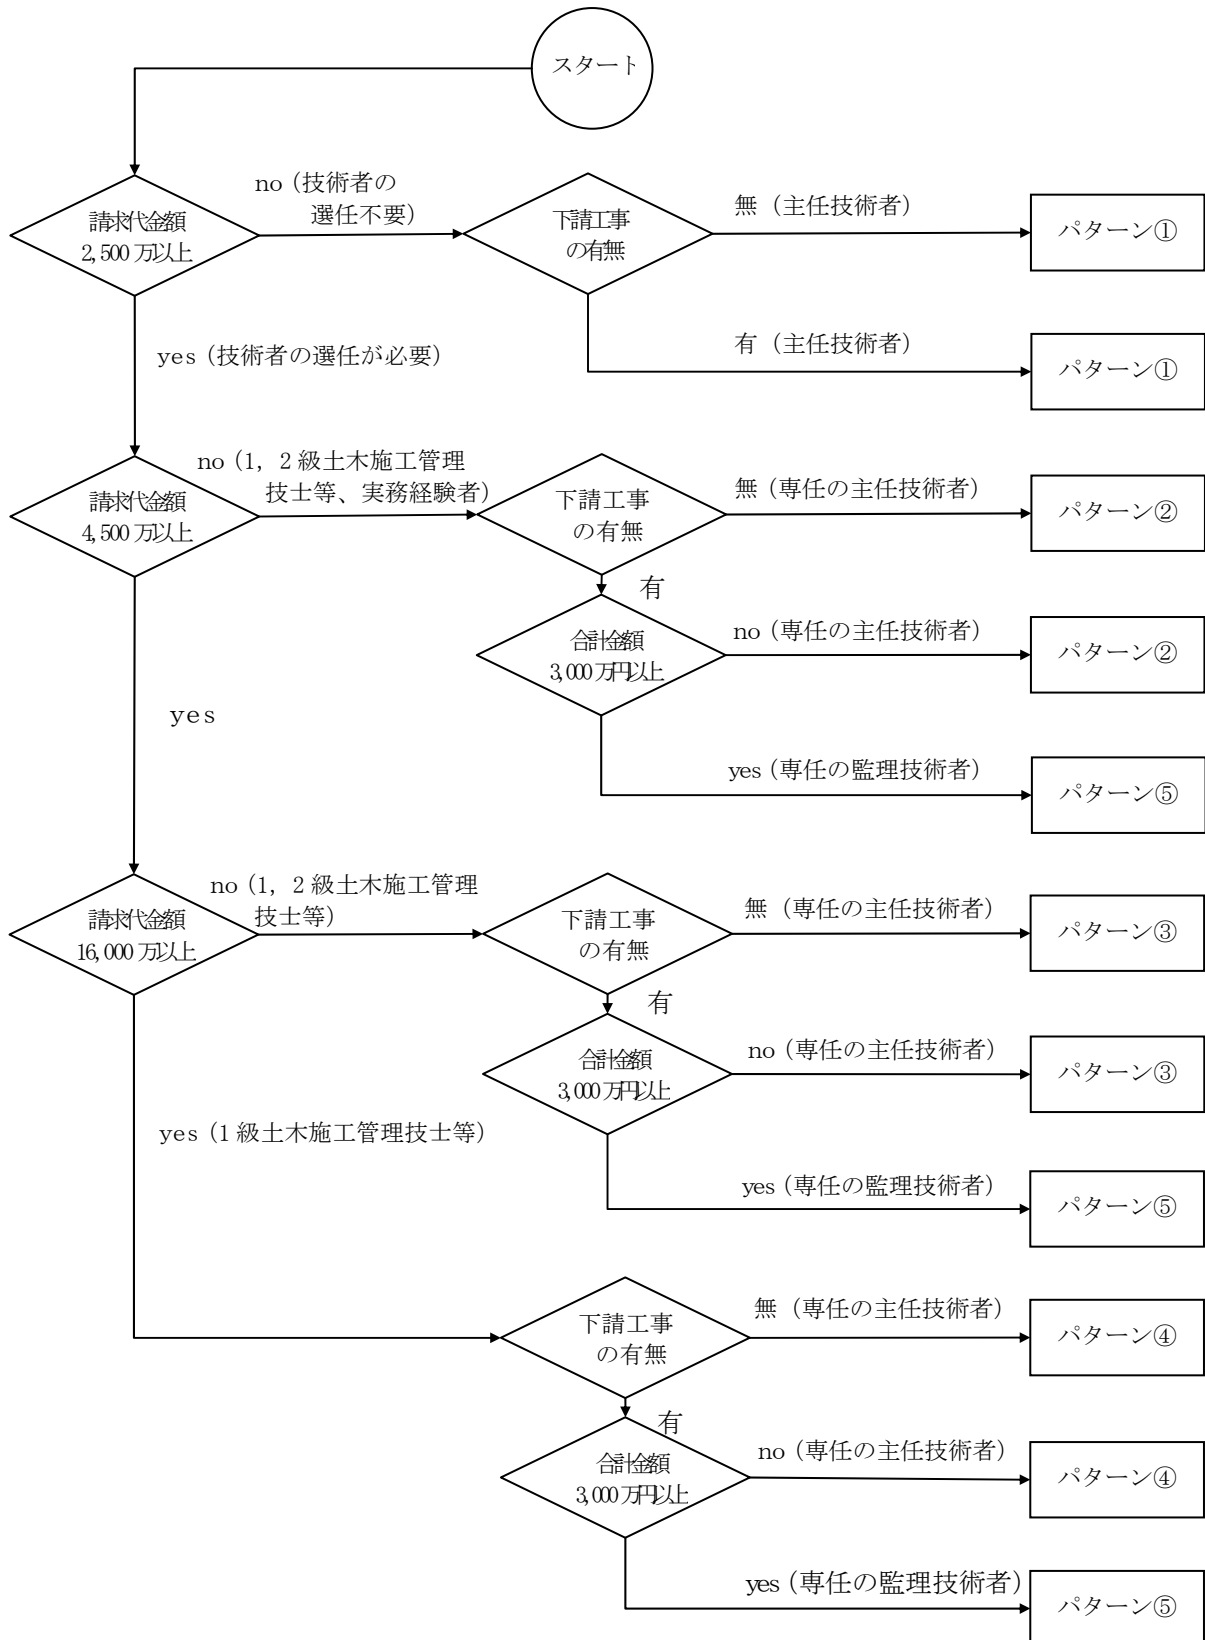 スタート
no（技術者の
選任不要）
無（主任技術者）
請求代金額
2,500万以上
下請工事
の有無
パターン①
有（主任技術者）
yes（技術者の選任が必要）
パターン①
no（1，2級土木施工管理
技士等、実務経験者）
無（専任の主任技術者）
請求代金額
4,500万以上
下請工事
の有無
パターン②
有
no（専任の主任技術者）
合計金額
3,000万円以上
パターン②
yes
yes（専任の監理技術者）
パターン⑤
no（1，2級土木施工管理
技士等）
無（専任の主任技術者）
請求代金額
16,000万以上
下請工事
の有無
パターン③
有
no（専任の主任技術者）
合計金額
3,000万円以上
パターン③
yes（1級土木施工管理技士等）
yes（専任の監理技術者）
パターン⑤
無（専任の主任技術者）
下請工事
の有無
パターン④
有
no（専任の主任技術者）
合計金額
3,000万円以上
パターン④
yes（専任の監理技術者）
パターン⑤